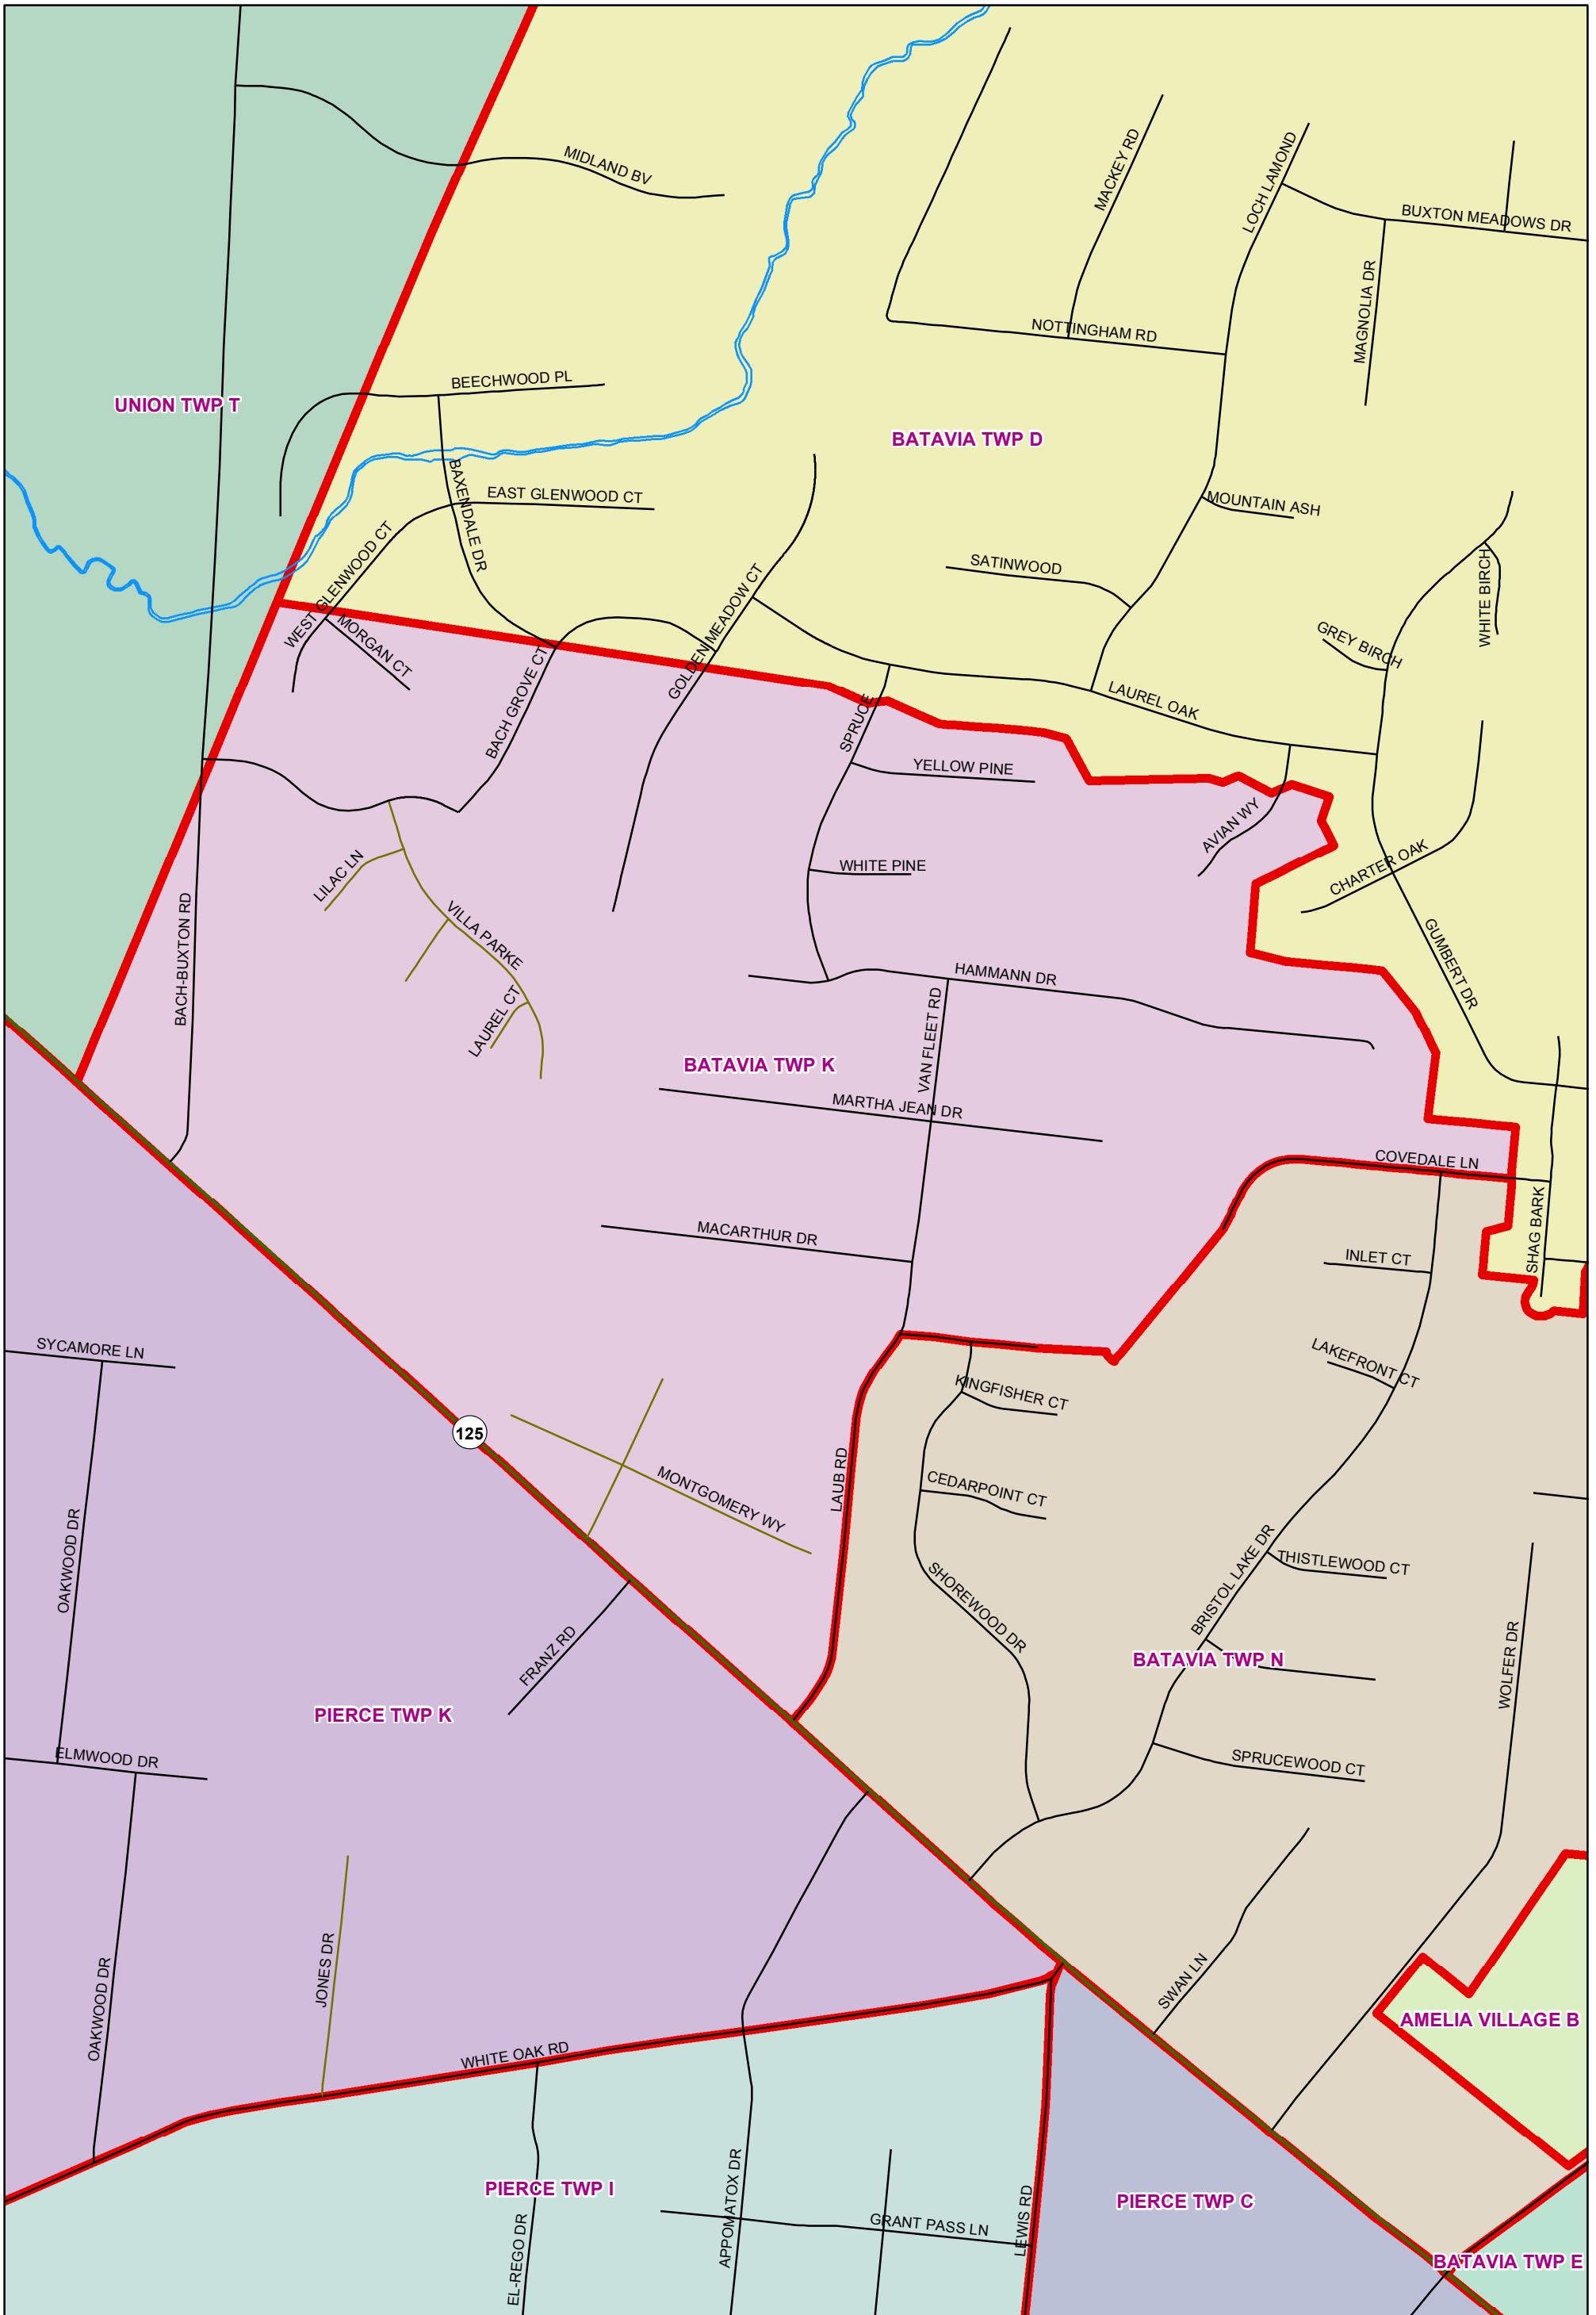 MIDLAND BV
MACKEY RD
LOCH LAMOND
BUXTON MEADOWS DR
MAGNOLIA DR
NOTTINGHAM RD
BEECHWOOD PL
UNION TWP T
BATAVIA TWP D
BAXENDALE DR
EAST GLENWOOD CT
MOUNTAIN ASH
WEST GLENWOOD CT
SATINWOOD
WHITE BIRCH
GOLDEN MEADOW CT
MORGAN CT
GREY BIRCH
BACH GROVE CT
LAUREL OAK
SPRUCE
YELLOW PINE
AVIAN WY
WHITE PINE
CHARTER OAK
LILAC LN
VILLA PARKE
BACH-BUXTON RD
GUMBERT DR
HAMMANN DR
LAUREL CT
VAN FLEET RD
BATAVIA TWP K
MARTHA JEAN DR
COVEDALE LN
SHAG BARK
MACARTHUR DR
INLET CT
SYCAMORE LN
LAKEFRONT CT
KINGFISHER CT
125
LAUB RD
CEDARPOINT CT
MONTGOMERY WY
OAKWOOD DR
BRISTOL LAKE DR
THISTLEWOOD CT
SHOREWOOD DR
FRANZ RD
BATAVIA TWP N
WOLFER DR
PIERCE TWP K
ELMWOOD DR
SPRUCEWOOD CT
JONES DR
SWAN LN
OAKWOOD DR
AMELIA VILLAGE B
WHITE OAK RD
PIERCE TWP I
APPOMATOX DR
PIERCE TWP C
GRANT PASS LN
LEWIS RD
EL-REGO DR
BATAVIA TWP E